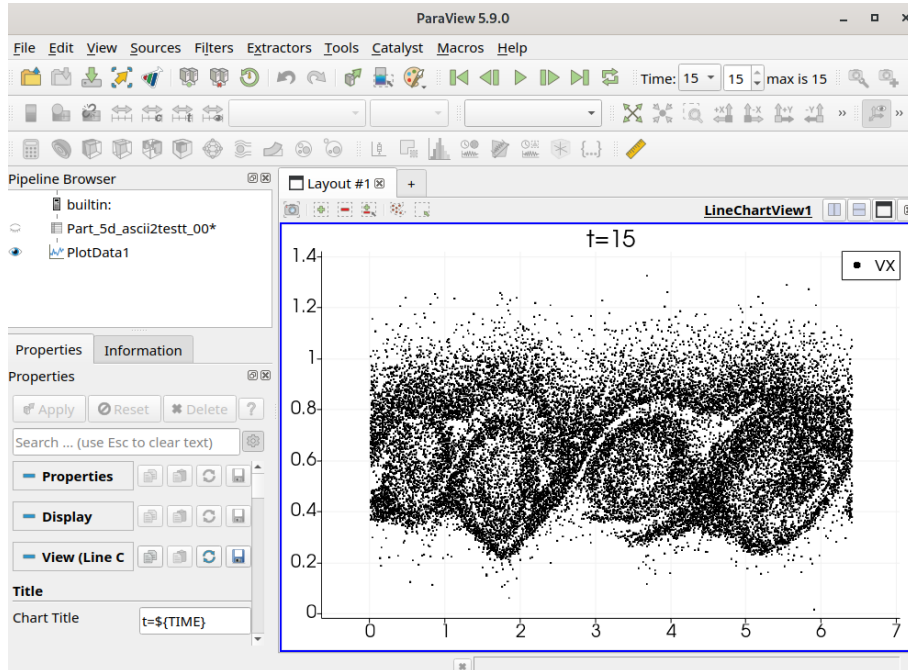 ParaView 5.9.0
File Edit View Sources Filters Extractors Tools Catalyst Macros Help
Time: 15 15 max is 15
+X -X +Y -Y » »
{...}
Pipeline Browser
builtin:
Part_5d_ascii2testt_00*
PlotData1
Properties Information
Properties
Apply Reset Delete ?
Search ... (use Esc to clear text)
Properties
Display
View (Line C
Title
Chart Title t=${TIME}
Layout #1 +
LineChartView1
t=15
VX
1.4
1.2
1
0.8
0.6
0.4
0.2
0
0 1 2 3 4 5 6 7